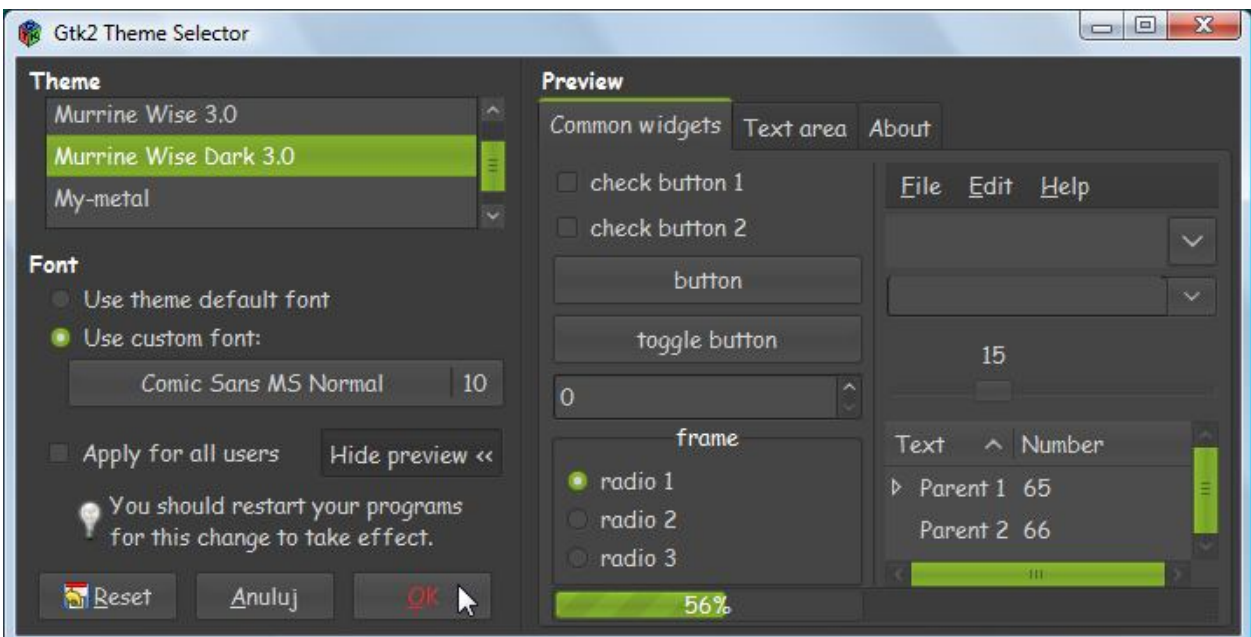 Gtk2 Theme Selector
Theme
Murrine Wise 3.0
Murrine Wise Dark 3.0
My-metal
Font
Use theme default font
Use custom font:
Comic Sans MS Normal 10
Apply for all users
Hide preview <<
You should restart your programs
for this change to take effect.
Reset
Anuluj
OK
Preview
Common widgets
Text area
About
check button 1
check button 2
button
toggle button
0
frame
radio 1
radio 2
radio 3
56%
File Edit Help
15
Text Number
Parent 1 65
Parent 2 66